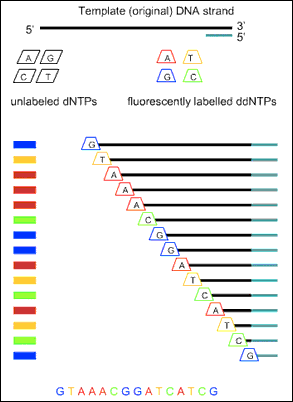 Template (original) DNA strand
5' 3'
5'
A G A T
C T G C
unlabeled dNTPs fluorescently labelled ddNTPs
G
T
A
A
A
C
G
G
A
T
C
A
T
C
G
GTAAACGGATCATCG